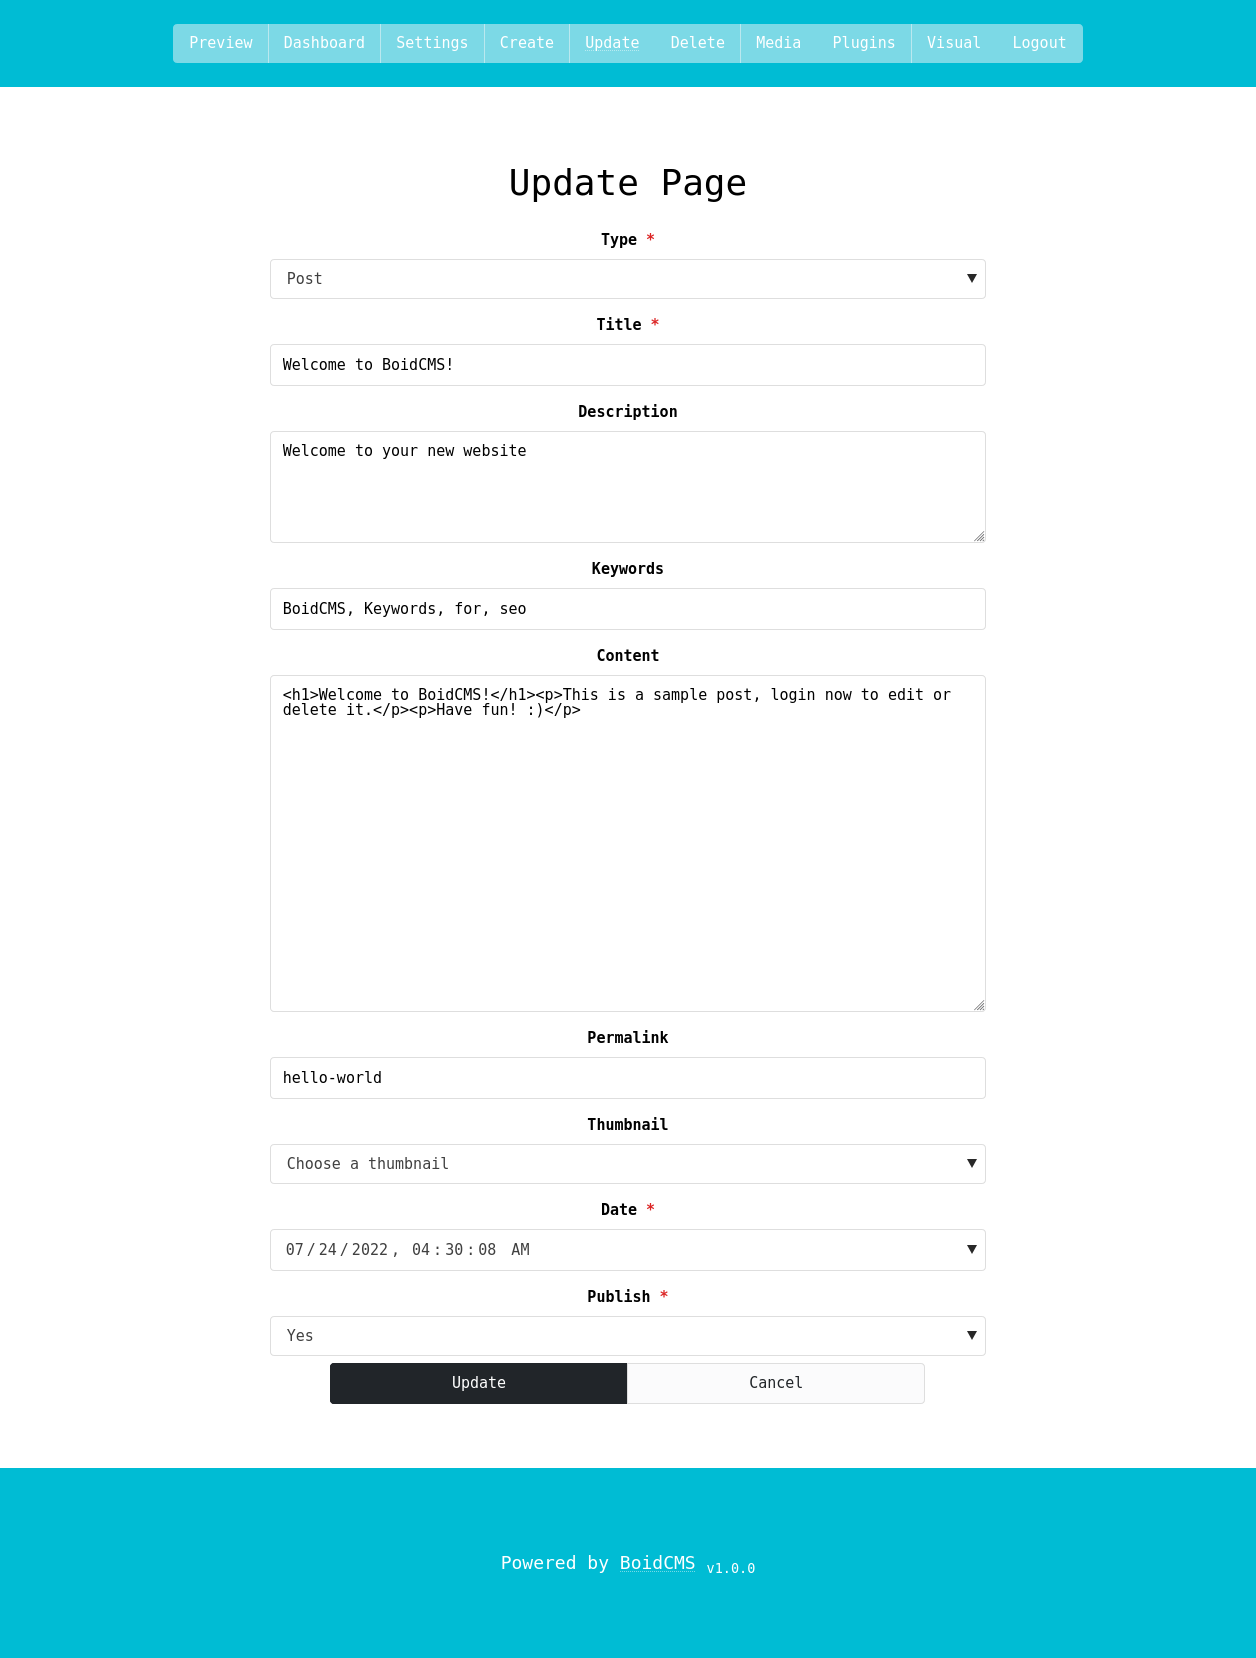 Preview Dashboard Settings Create Update Delete Media Plugins Visual Logout
Update Page
Type *
Post
Title *
Welcome to BoidCMS!
Description
Welcome to your new website
Keywords
BoidCMS, Keywords, for, seo
Content
<h1>Welcome to BoidCMS!</h1><p>This is a sample post, login now to edit or
delete it.</p><p>Have fun! :)</p>
Permalink
hello-world
Thumbnail
Choose a thumbnail
Date *
07/24/2022, 04:30:08 AM
Publish *
Yes
Update Cancel
Powered by BoidCMS v1.0.0